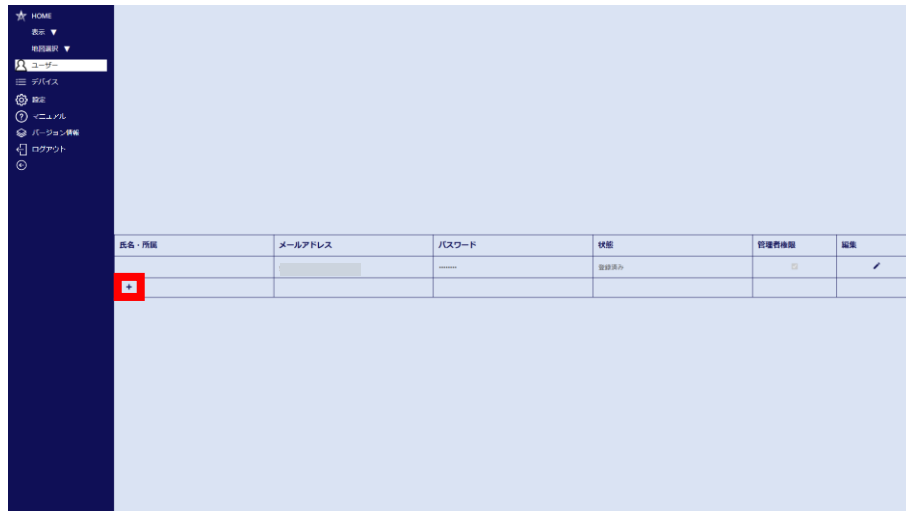 HOME
表示 ▼
地図選択 ▼
ユーザー
デバイス
設定
マニュアル
バージョン情報
ログアウト
氏名・所属 メールアドレス パスワード 状態 管理者権限 編集
******** 登録済み
+